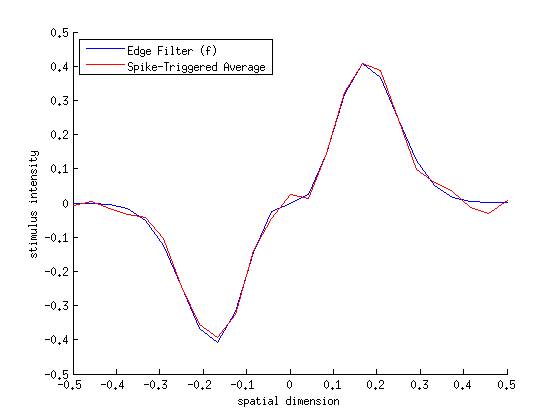 0.5
Edge Filter (f)
Spike-Triggered Average
0.4
0.3
0.2
0.1
0
-0.1
-0.2
-0.3
-0.4
-0.5
stimulus intensity
-0.5 -0.4 -0.3 -0.2 -0.1 0 0.1 0.2 0.3 0.4 0.5
spatial dimension